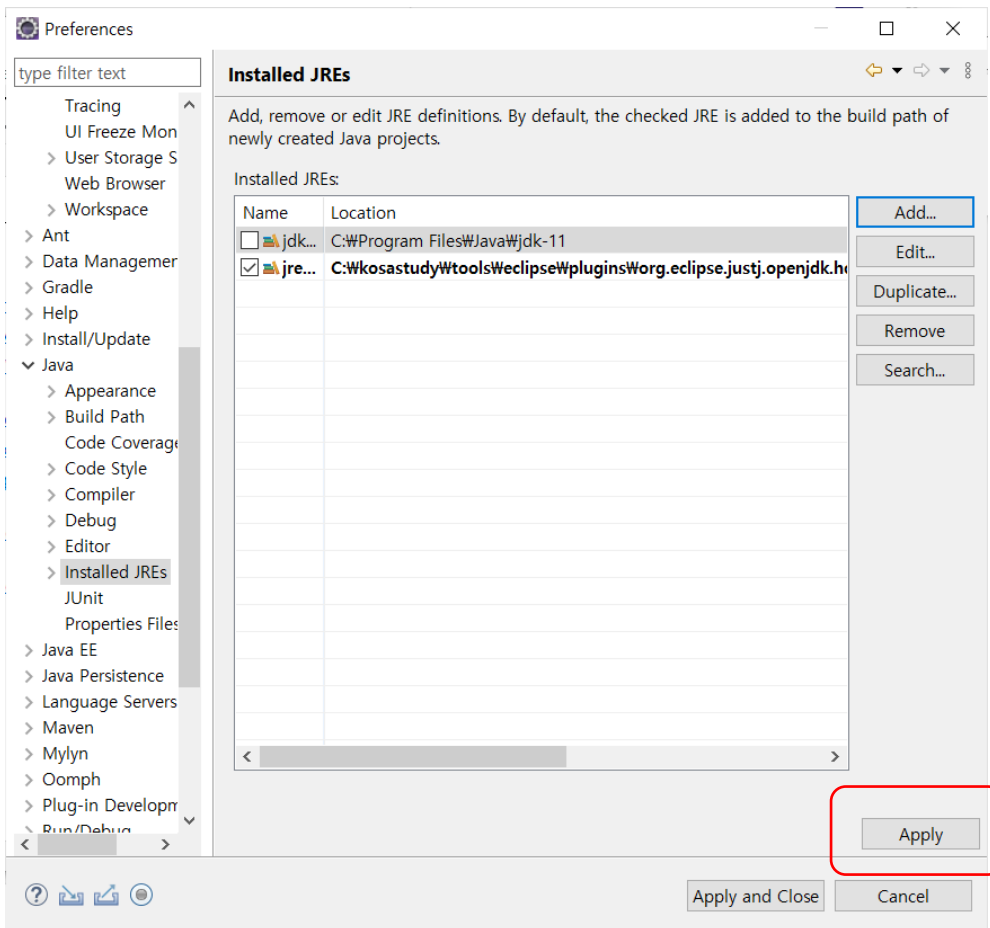 Preferences
type filter text
Tracing
UI Freeze Mon
User Storage S
Web Browser
Workspace
Ant
Data Managemer
Gradle
Help
Install/Update
Java
Appearance
Build Path
Code Coverage
Code Style
Compiler
Debug
Editor
Installed JREs
JUnit
Properties Files
Java EE
Java Persistence
Language Servers
Maven
Mylyn
Oomph
Plug-in Developm
Run/Debug
Installed JREs
Add, remove or edit JRE definitions. By default, the checked JRE is added to the build path of
newly created Java projects.
Installed JREs:
Name Location
jdk... C:₩Program Files₩Java₩jdk-11
jre... C:₩kosastudy₩tools₩eclipse₩plugins₩org.eclipse.justj.openjdk.h
Add...
Edit...
Duplicate...
Remove
Search...
Apply
Apply and Close Cancel